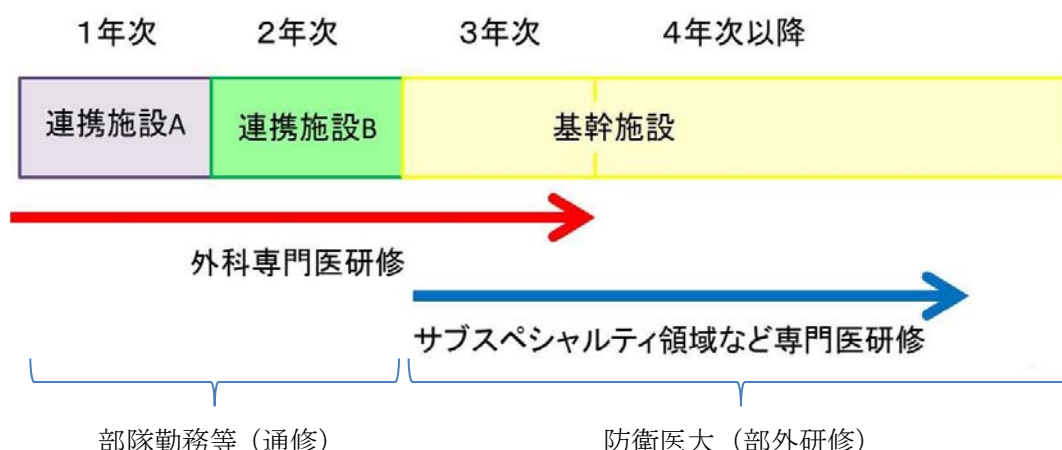 1年次 2年次 3年次 4年次以降
連携施設A 連携施設B 基幹施設
外科専門医研修
サブスペシャルティ領域など専門医研修
部隊勤務等（通修） 防衛医大（部外研修）